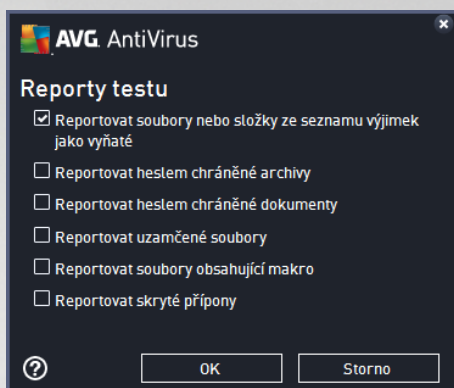 AVG. AntiVirus
Reporty testu
Reportovat soubory nebo složky ze seznamu výjimek
jako vyňaté
Reportovat heslem chráněné archivy
Reportovat heslem chráněné dokumenty
Reportovat uzamčené soubory
Reportovat soubory obsahující makro
Reportovat skryté přípony
?
OK
Storno